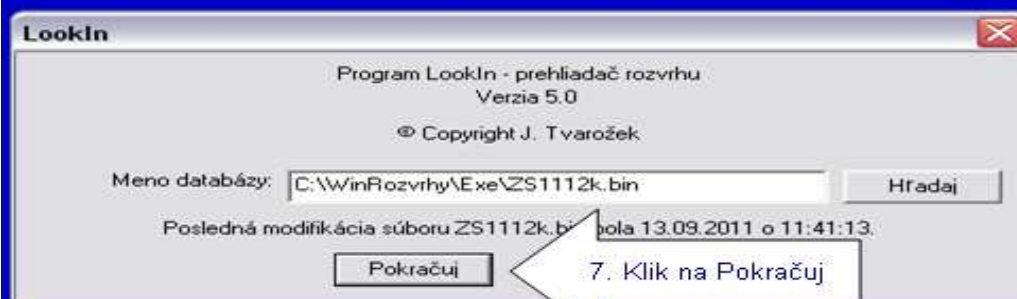 LookIn
Program LookIn - prehliadač rozvrhu
Verzia 5.0
© Copyright J. Tvarožek
Meno databázy: C:\WinRozvrhy\Exe\ZS1112k.bin Hľadaj
Posledná modifikácia súboru ZS1112k.bin bola 13.09.2011 o 11:41:13.
Pokračuj
7. Klik na Pokračuj